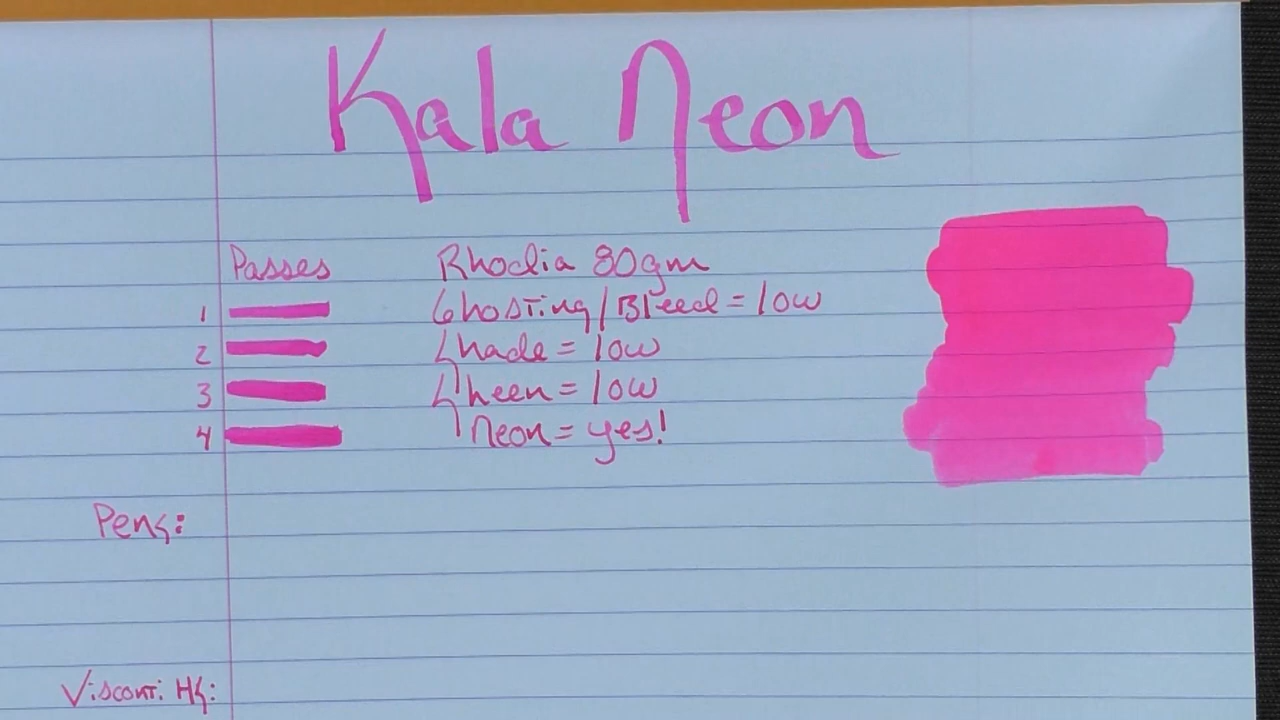 Kala Neon
Passes
Rhodia 80gm
1
Ghosting/Bleed = low
2
Shade = low
3
Sheen = low
4
Neon = yes!
Pens:
Visconti HS: